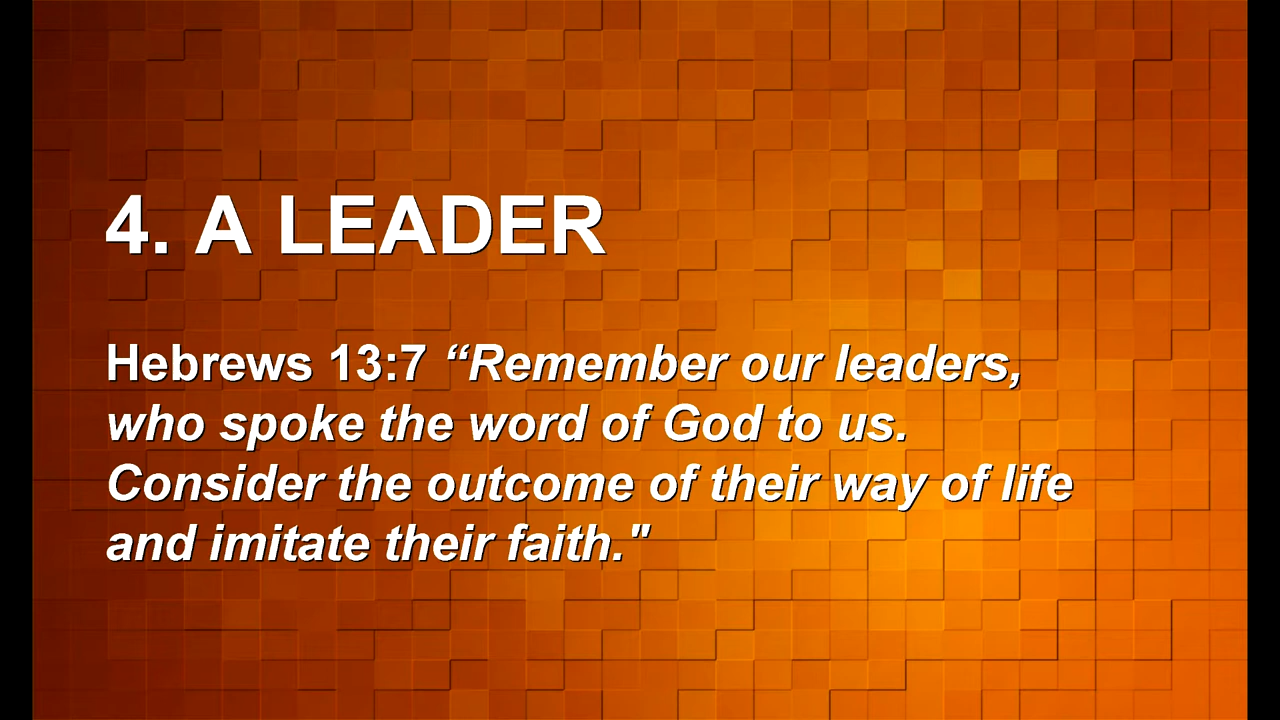 4. A LEADER
Hebrews 13:7 “Remember our leaders,
who spoke the word of God to us.
Consider the outcome of their way of life
and imitate their faith."